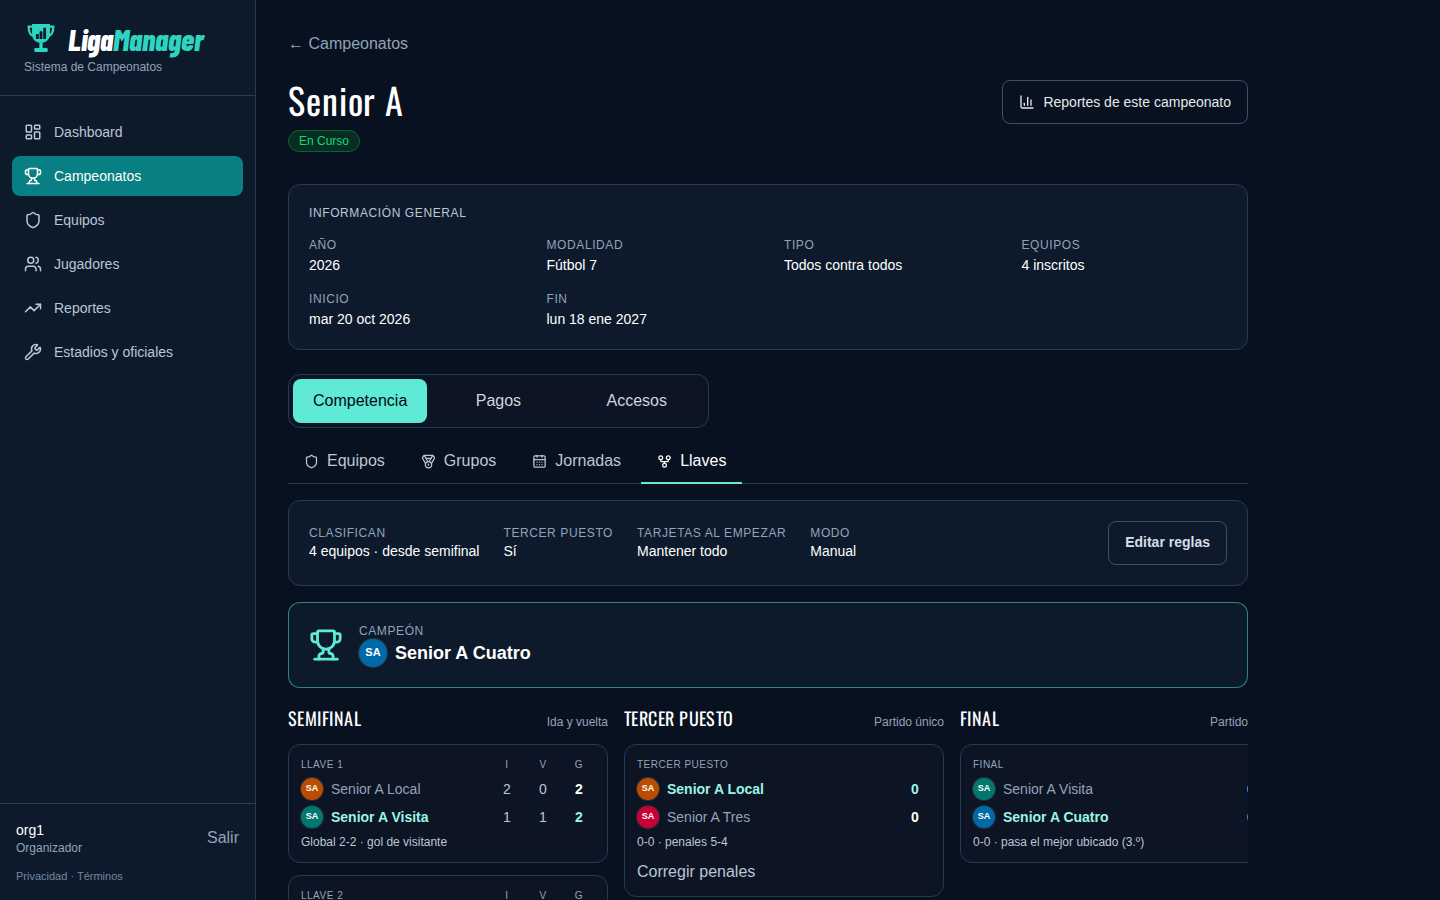 LigaManager
Sistema de Campeonatos
Dashboard
Campeonatos
Equipos
Jugadores
Reportes
Estadios y oficiales
org1
Organizador
Salir
Privacidad · Términos
← Campeonatos
Senior A
En Curso
Reportes de este campeonato
INFORMACIÓN GENERAL
AÑO MODALIDAD TIPO EQUIPOS
2026 Fútbol 7 Todos contra todos 4 inscritos
INICIO FIN
mar 20 oct 2026 lun 18 ene 2027
Competencia Pagos Accesos
Equipos Grupos Jornadas Llaves
CLASIFICAN TERCER PUESTO TARJETAS AL EMPEZAR MODO
4 equipos · desde semifinal Sí Mantener todo Manual
Editar reglas
CAMPEÓN
SA Senior A Cuatro
SEMIFINAL Ida y vuelta
LLAVE 1 I V G
SA Senior A Local 2 0 2
SA Senior A Visita 1 1 2
Global 2-2 · gol de visitante
LLAVE 2 I V G
TERCER PUESTO Partido único
TERCER PUESTO
SA Senior A Local 0
SA Senior A Tres 0
0-0 · penales 5-4
Corregir penales
FINAL Partido
FINAL
SA Senior A Visita
SA Senior A Cuatro
0-0 · pasa el mejor ubicado (3.º)